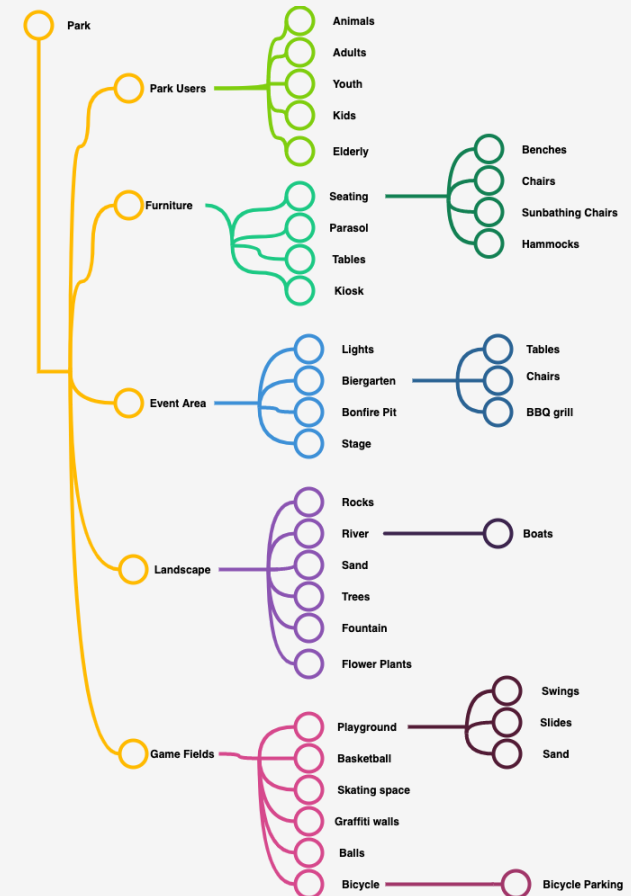 Park
Park Users
Animals
Adults
Youth
Kids
Elderly
Furniture
Seating
Benches
Chairs
Sunbathing Chairs
Hammocks
Parasol
Tables
Kiosk
Event Area
Lights
Biergarten
Tables
Chairs
BBQ grill
Bonfire Pit
Stage
Landscape
Rocks
River
Boats
Sand
Trees
Fountain
Flower Plants
Game Fields
Playground
Swings
Slides
Sand
Basketball
Skating space
Graffiti walls
Balls
Bicycle
Bicycle Parking